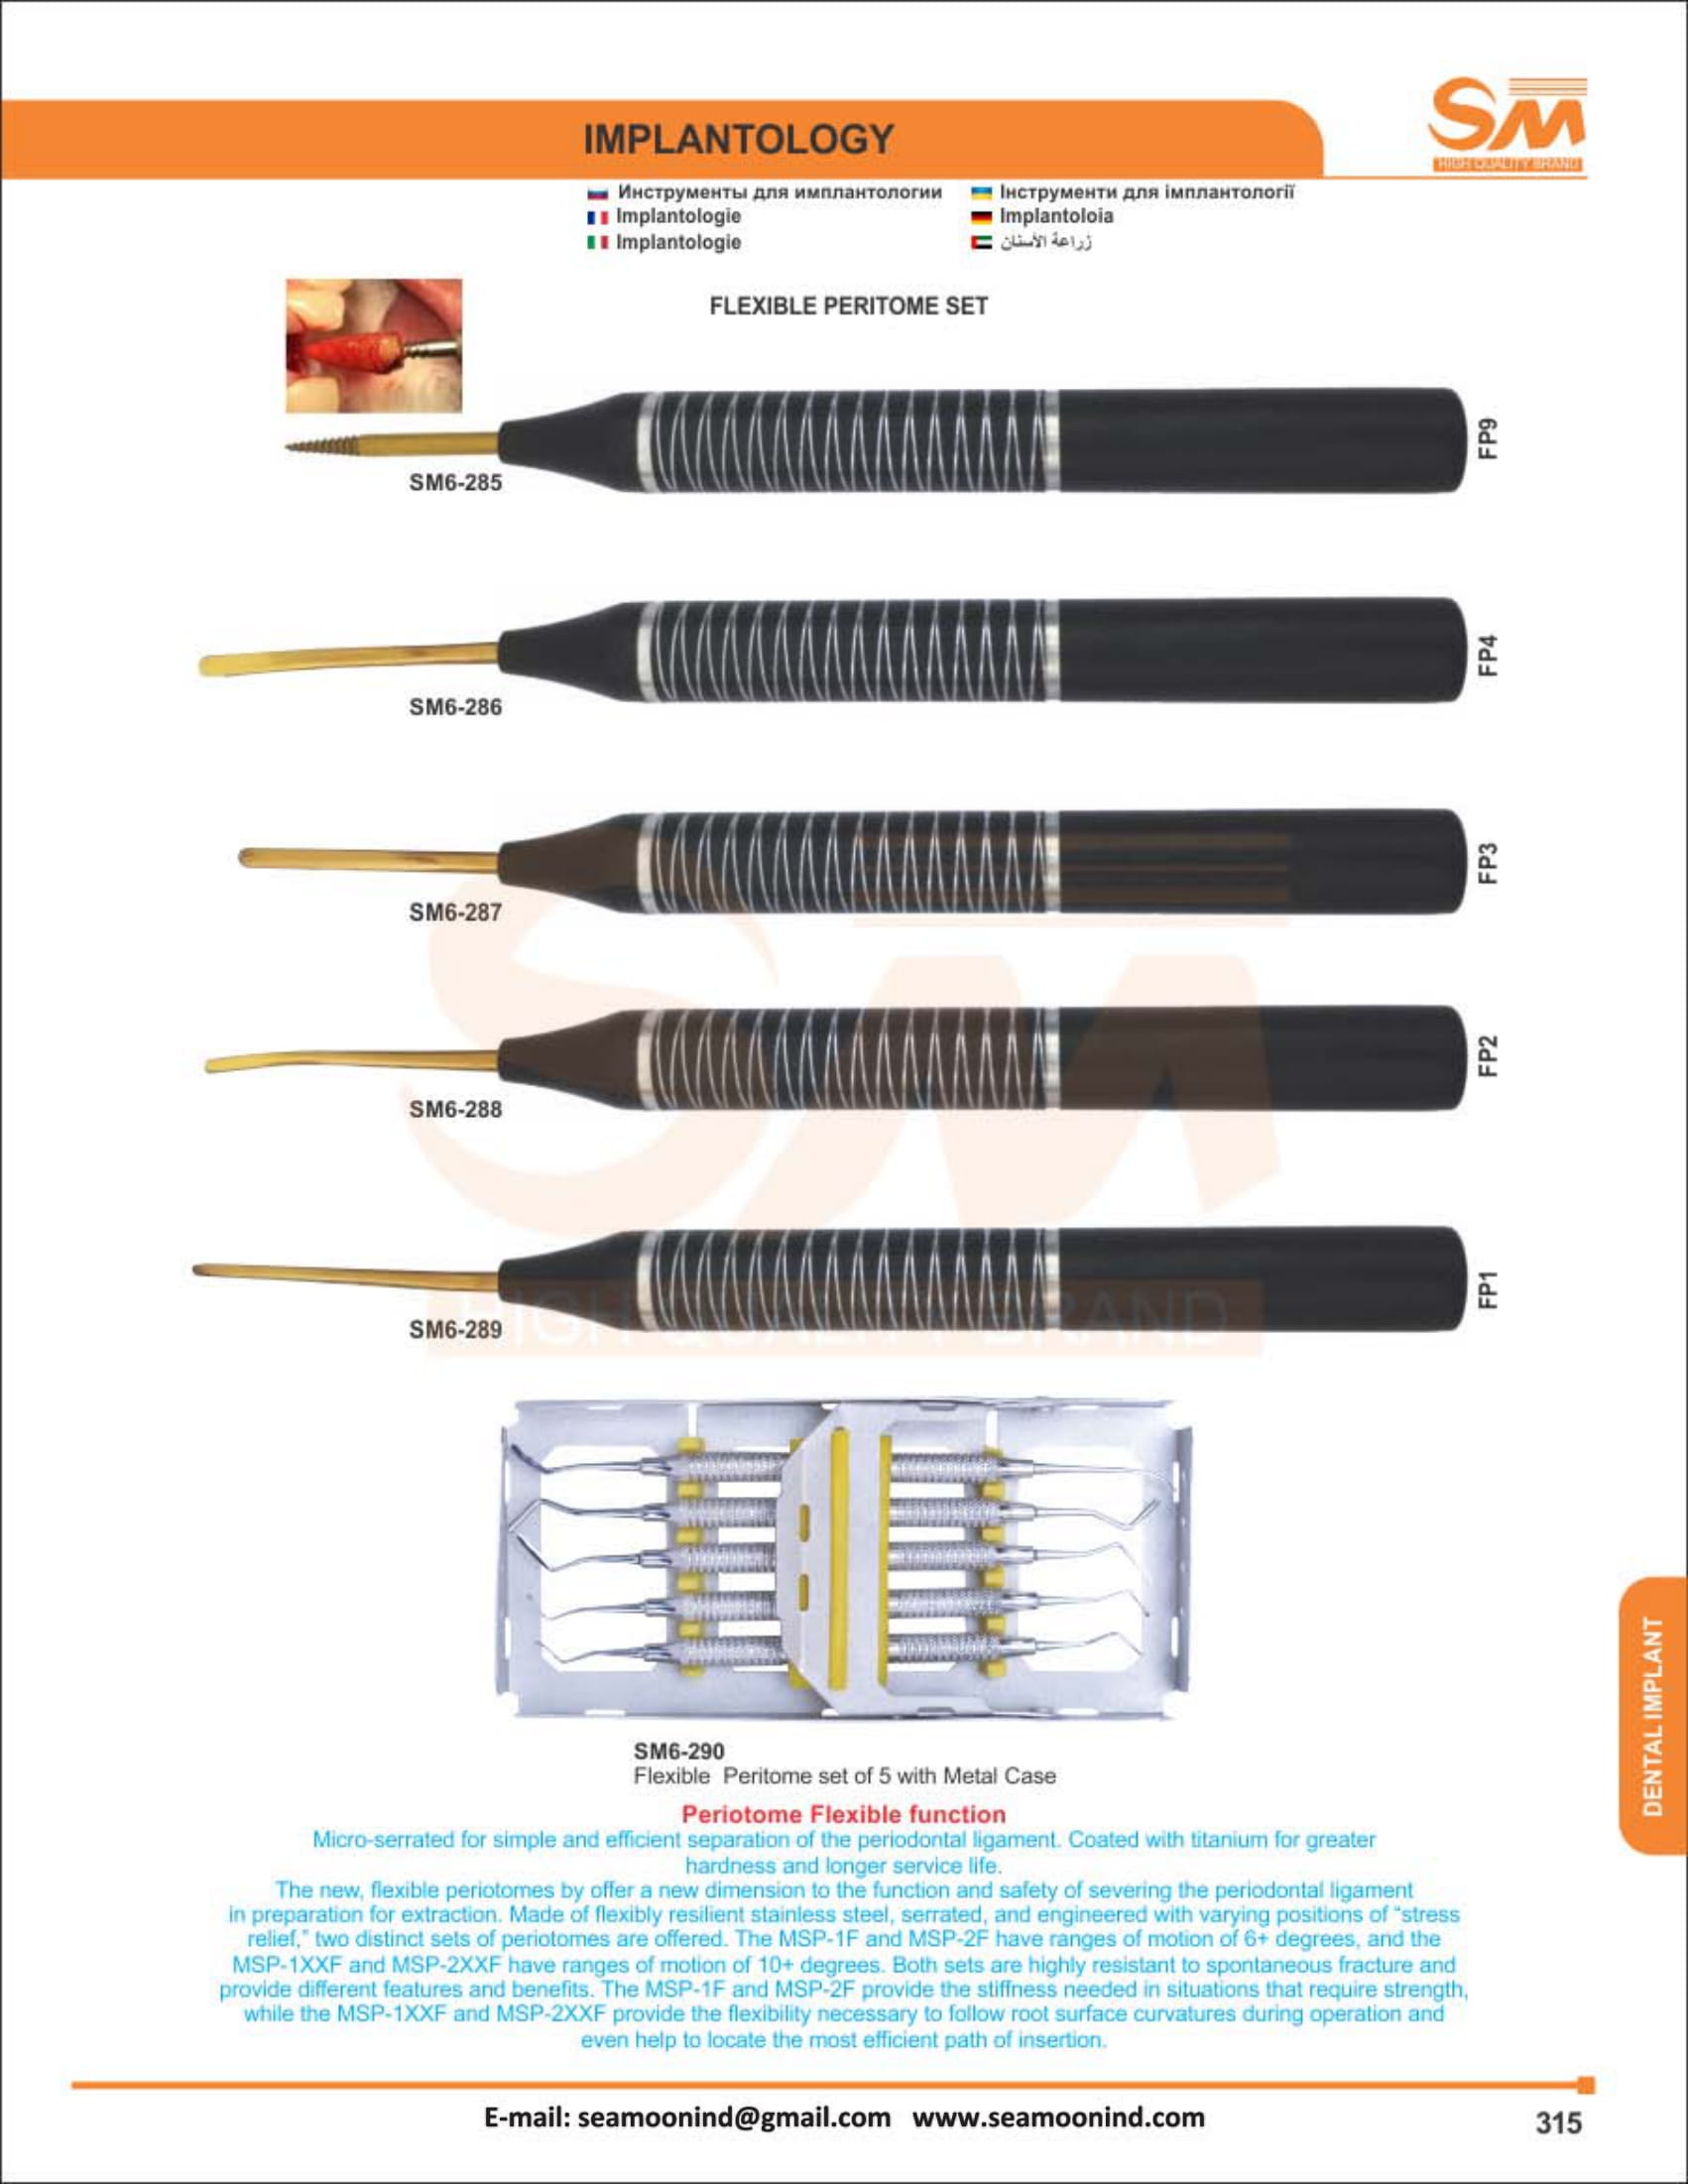 SM
HIGH QUALITY BRAND
IMPLANTOLOGY
Инструменты для имплантологии
Інструменти для імплантології
Implantologie
Implantoloia
Implantologie
زراعة الأسنان
FLEXIBLE PERITOME SET
FP9
SM6-285
FP4
SM6-286
FP3
SM6-287
FP2
SM6-288
FP1
SM6-289
SM
HIGH QUALITY BRAND
SM6-290
Flexible Peritome set of 5 with Metal Case
Periotome Flexible function
Micro-serrated for simple and efficient separation of the periodontal ligament. Coated with titanium for greater
hardness and longer service life.
The new, flexible periotomes by offer a new dimension to the function and safety of severing the periodontal ligament
in preparation for extraction. Made of flexibly resilient stainless steel, serrated, and engineered with varying positions of “stress
relief,” two distinct sets of periotomes are offered. The MSP-1F and MSP-2F have ranges of motion of 6+ degrees, and the
MSP-1XXF and MSP-2XXF have ranges of motion of 10+ degrees. Both sets are highly resistant to spontaneous fracture and
provide different features and benefits. The MSP-1F and MSP-2F provide the stiffness needed in situations that require strength,
while the MSP-1XXF and MSP-2XXF provide the flexibility necessary to follow root surface curvatures during operation and
even help to locate the most efficient path of insertion.
DENTAL IMPLANT
E-mail: seamoonind@gmail.com www.seamoonind.com
315